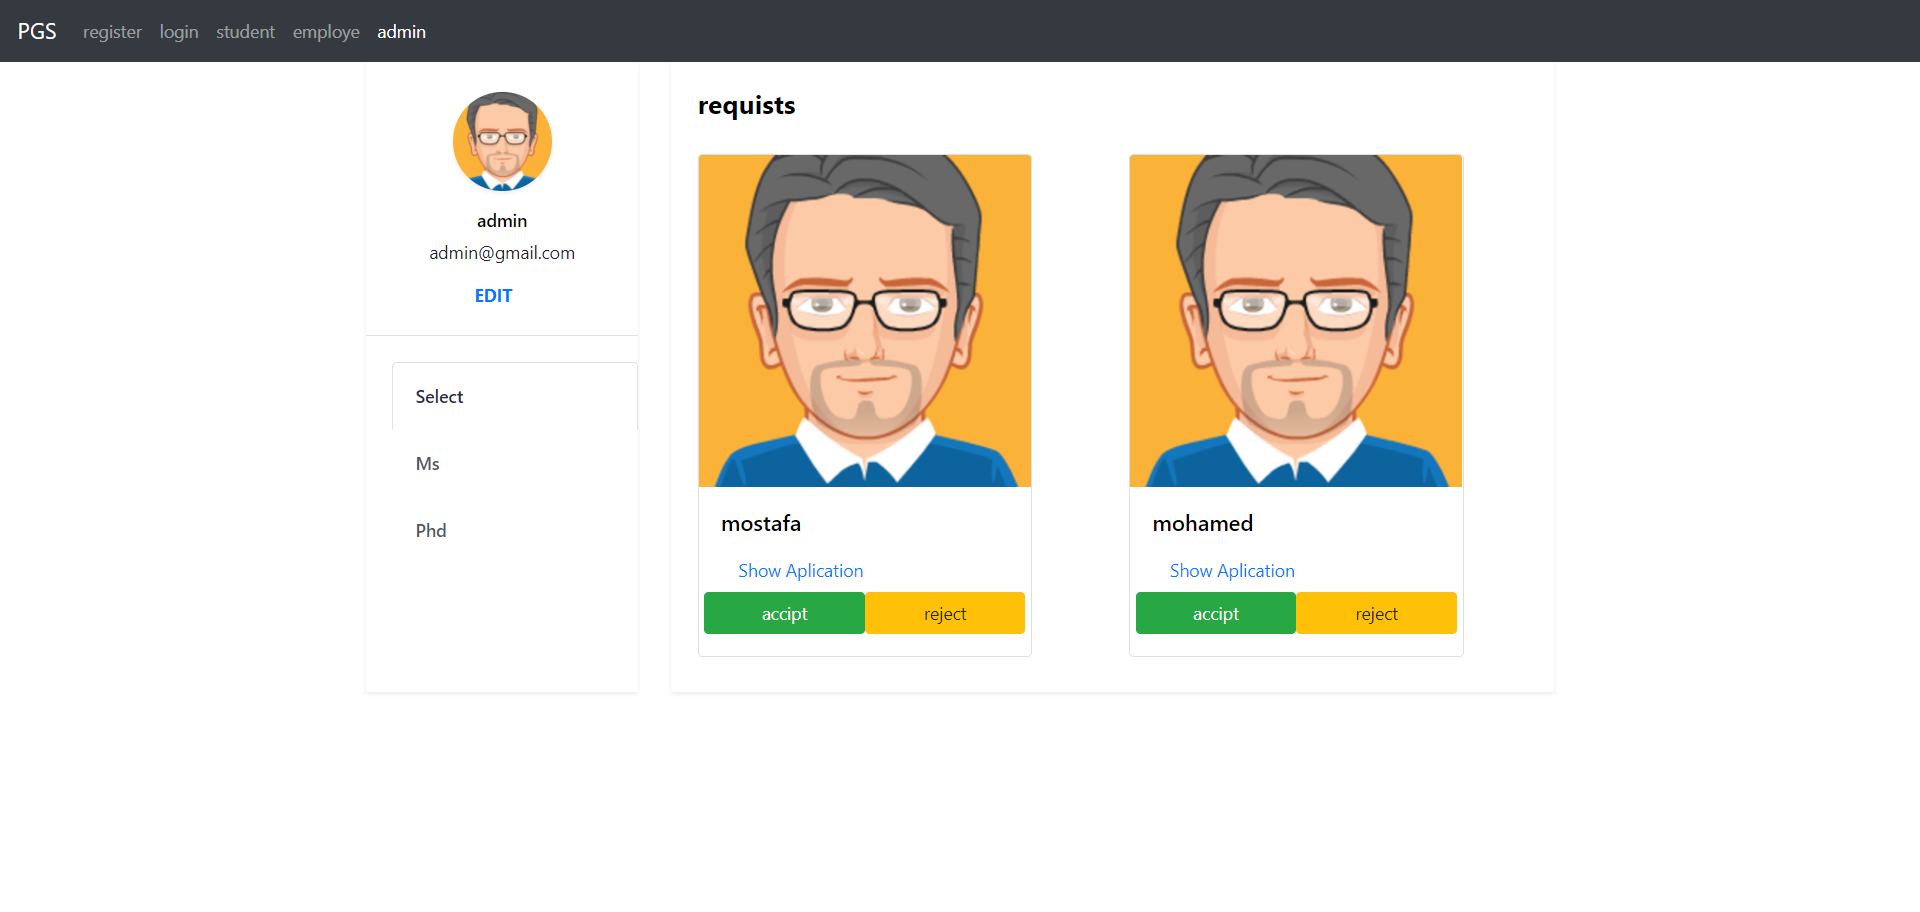 PGS register login student employe admin
admin
admin@gmail.com
EDIT
Select
Ms
Phd
requists
mostafa
Show Aplication
accipt reject
mohamed
Show Aplication
accipt reject